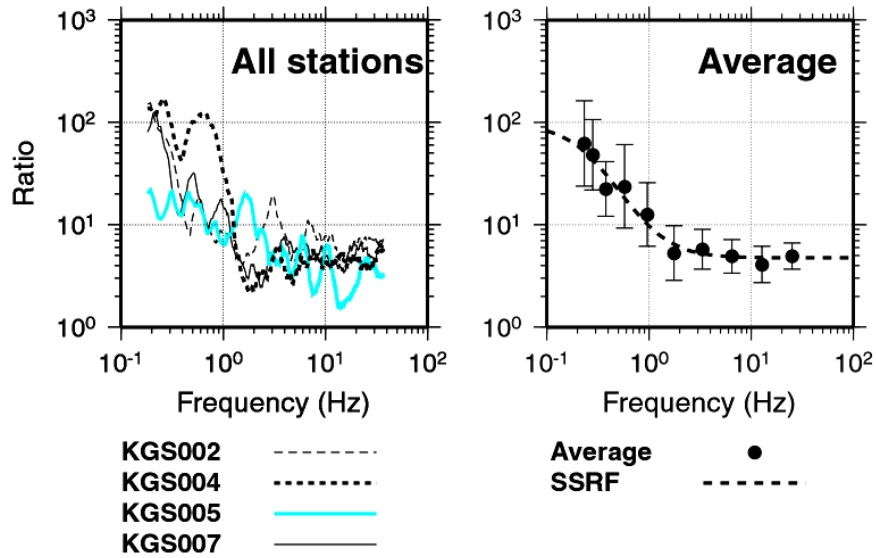 All stations
Ratio
10³
10²
10¹
10⁰
10⁻¹ 10⁰ 10¹ 10²
Frequency (Hz)
KGS002
KGS004
KGS005
KGS007
Average
10³
10²
10¹
10⁰
10⁻¹ 10⁰ 10¹ 10²
Frequency (Hz)
Average
SSRF